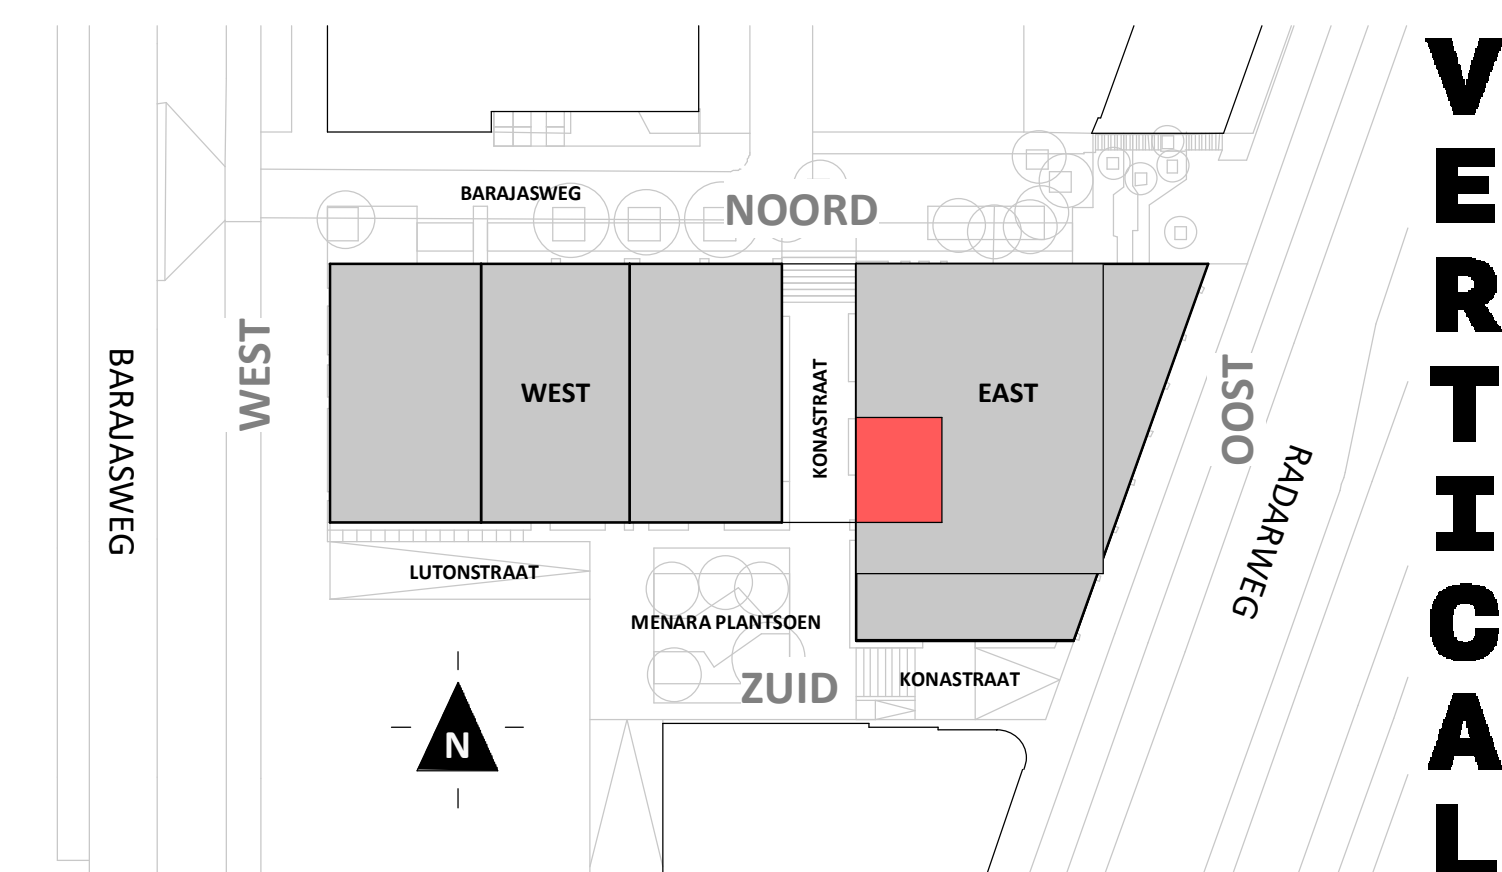 BARAJASWEG
NOORD
WEST
BARAJASWEG
WEST
KONASTRAAT
EAST
OOST
RADARWEG
LUTONSTRAAT
MENARA PLANTSOEN
ZUID
KONASTRAAT
N
VERTICAL